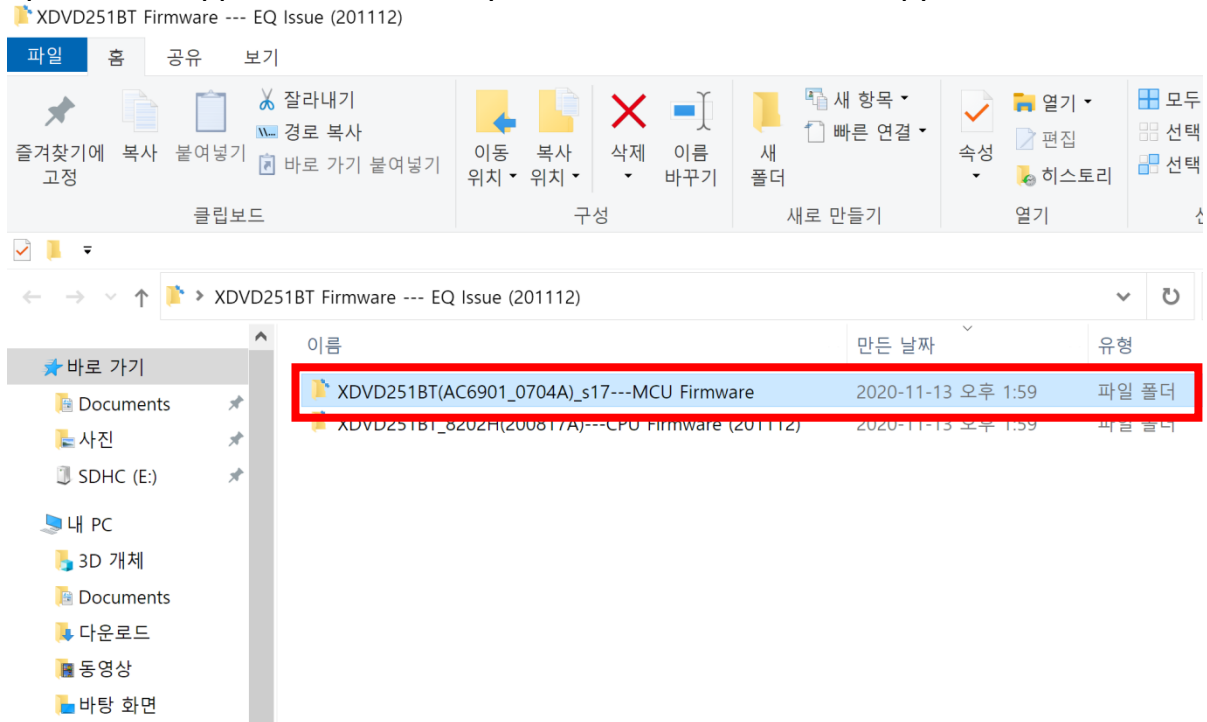 XDVD251BT Firmware --- EQ Issue (201112)
파일 홈 공유 보기
즐겨찾기에 고정
복사
붙여넣기
잘라내기
경로 복사
바로 가기 붙여넣기
이동 위치
복사 위치
삭제
이름 바꾸기
새 폴더
새 항목
빠른 연결
속성
열기
편집
히스토리
모두
선택
선택
클립보드 구성 새로 만들기 열기
XDVD251BT Firmware --- EQ Issue (201112)
이름 만든 날짜 유형
XDVD251BT(AC6901_0704A)_s17---MCU Firmware 2020-11-13 오후 1:59 파일 폴더
XDVD251BT_8202H(200817A)---CPU Firmware (201112) 2020-11-13 오후 1:59 파일 폴더
바로 가기
Documents
사진
SDHC (E:)
내 PC
3D 개체
Documents
다운로드
동영상
바탕 화면